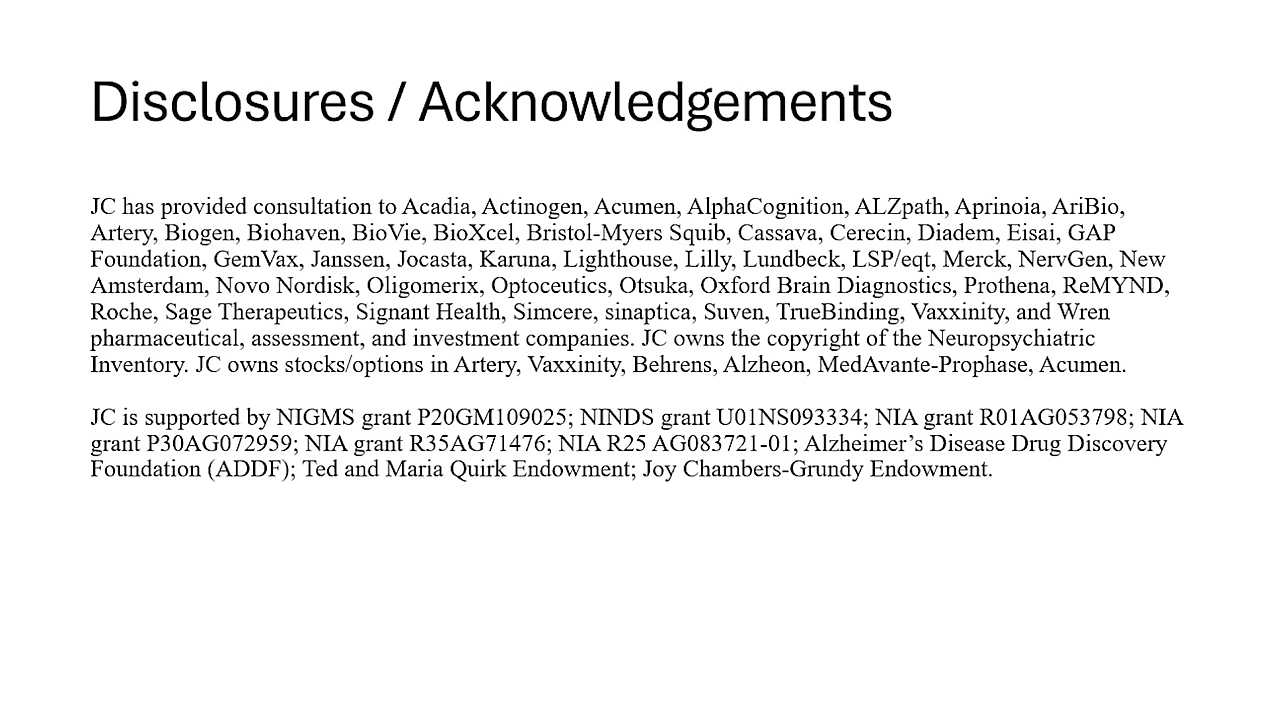 Disclosures / Acknowledgements
JC has provided consultation to Acadia, Actinogen, Acumen, AlphaCognition, ALZpath, Aprinoia, AriBio,
Artery, Biogen, Biohaven, BioVie, BioXcel, Bristol-Myers Squib, Cassava, Cerecin, Diadem, Eisai, GAP
Foundation, GemVax, Janssen, Jocasta, Karuna, Lighthouse, Lilly, Lundbeck, LSP/eqt, Merck, NervGen, New
Amsterdam, Novo Nordisk, Oligomerix, Optoceutics, Otsuka, Oxford Brain Diagnostics, Prothena, ReMYND,
Roche, Sage Therapeutics, Signant Health, Simcere, sinaptica, Suven, TrueBinding, Vaxxinity, and Wren
pharmaceutical, assessment, and investment companies. JC owns the copyright of the Neuropsychiatric
Inventory. JC owns stocks/options in Artery, Vaxxinity, Behrens, Alzheon, MedAvante-Prophase, Acumen.
JC is supported by NIGMS grant P20GM109025; NINDS grant U01NS093334; NIA grant R01AG053798; NIA
grant P30AG072959; NIA grant R35AG71476; NIA R25 AG083721-01; Alzheimer’s Disease Drug Discovery
Foundation (ADDF); Ted and Maria Quirk Endowment; Joy Chambers-Grundy Endowment.